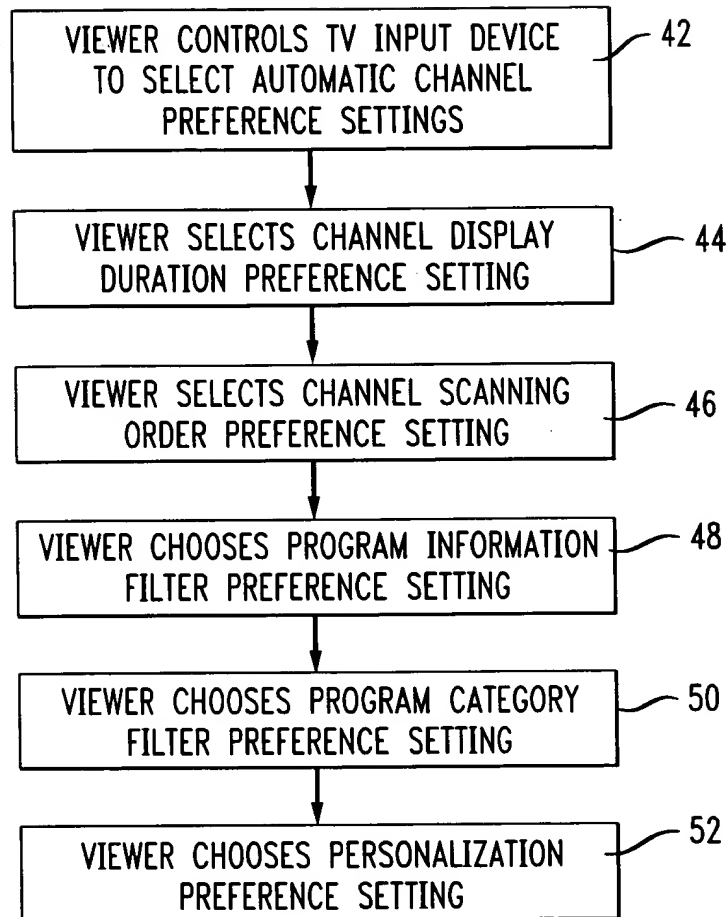 VIEWER CONTROLS TV INPUT DEVICE
TO SELECT AUTOMATIC CHANNEL
PREFERENCE SETTINGS
42
VIEWER SELECTS CHANNEL DISPLAY
DURATION PREFERENCE SETTING
44
VIEWER SELECTS CHANNEL SCANNING
ORDER PREFERENCE SETTING
46
VIEWER CHOOSES PROGRAM INFORMATION
FILTER PREFERENCE SETTING
48
VIEWER CHOOSES PROGRAM CATEGORY
FILTER PREFERENCE SETTING
50
VIEWER CHOOSES PERSONALIZATION
PREFERENCE SETTING
52